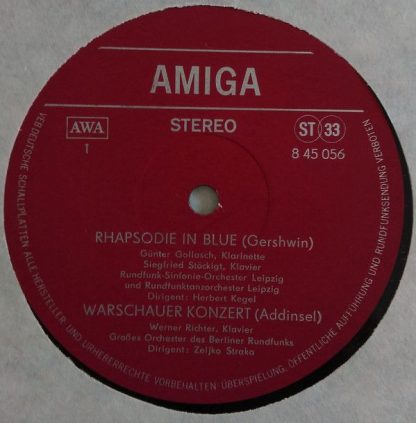 AMIGA
AWA
STEREO
ST 33
1
8 45 056
RHAPSODIE IN BLUE (Gershwin)
Günter Gollasch, Klarinette
Siegfried Stöckigt, Klavier
Rundfunk-Sinfonie-Orchester Leipzig
und Rundfunktanzorchester Leipzig
Dirigent: Herbert Kegel
WARSCHAUER KONZERT (Addinsel)
Werner Richter, Klavier
Großes Orchester des Berliner Rundfunks
Dirigent: Zeljko Straka
VEB DEUTSCHE SCHALLPLATTEN ALLE HERSTELLER- UND URHEBERRECHTE VORBEHALTEN ÜBERSPIELUNG, ÖFFENTLICHE AUFFÜHRUNG UND RUNDFUNKSENDUNG VERBOTEN